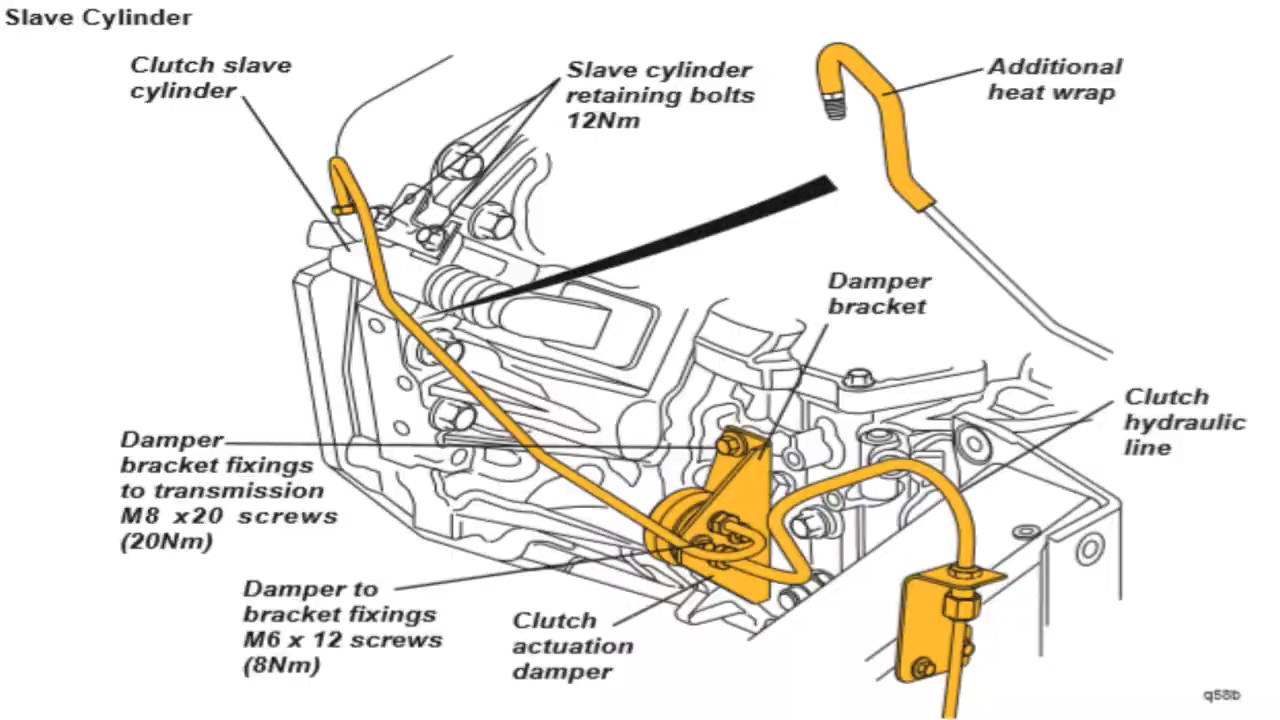 Slave Cylinder
Clutch slave
cylinder
Slave cylinder
retaining bolts
12Nm
Additional
heat wrap
Damper
bracket
Clutch
hydraulic
line
Damper
bracket fixings
to transmission
M8 x20 screws
(20Nm)
Damper to
bracket fixings
M6 x 12 screws
(8Nm)
Clutch
actuation
damper
q58b